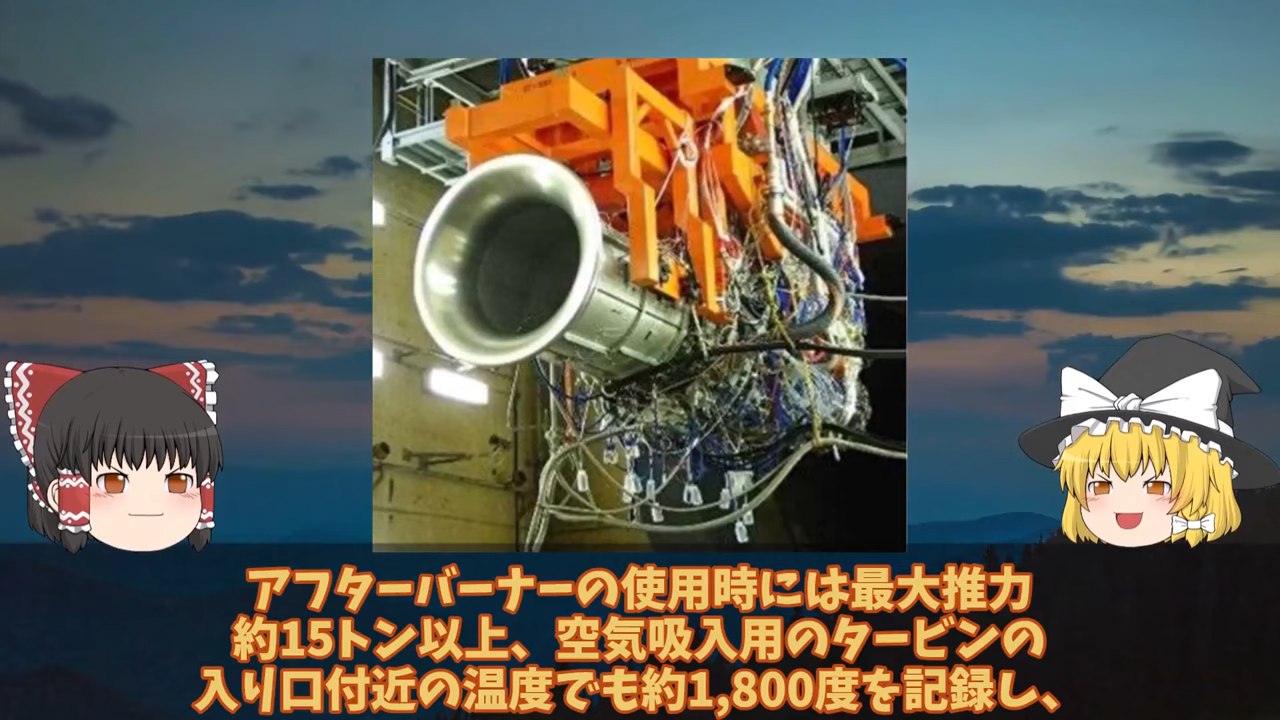 アフターバーナーの使用時には最大推力
約15トン以上、空気吸入用のタービンの
入り口付近の温度でも約1,800度を記録し、